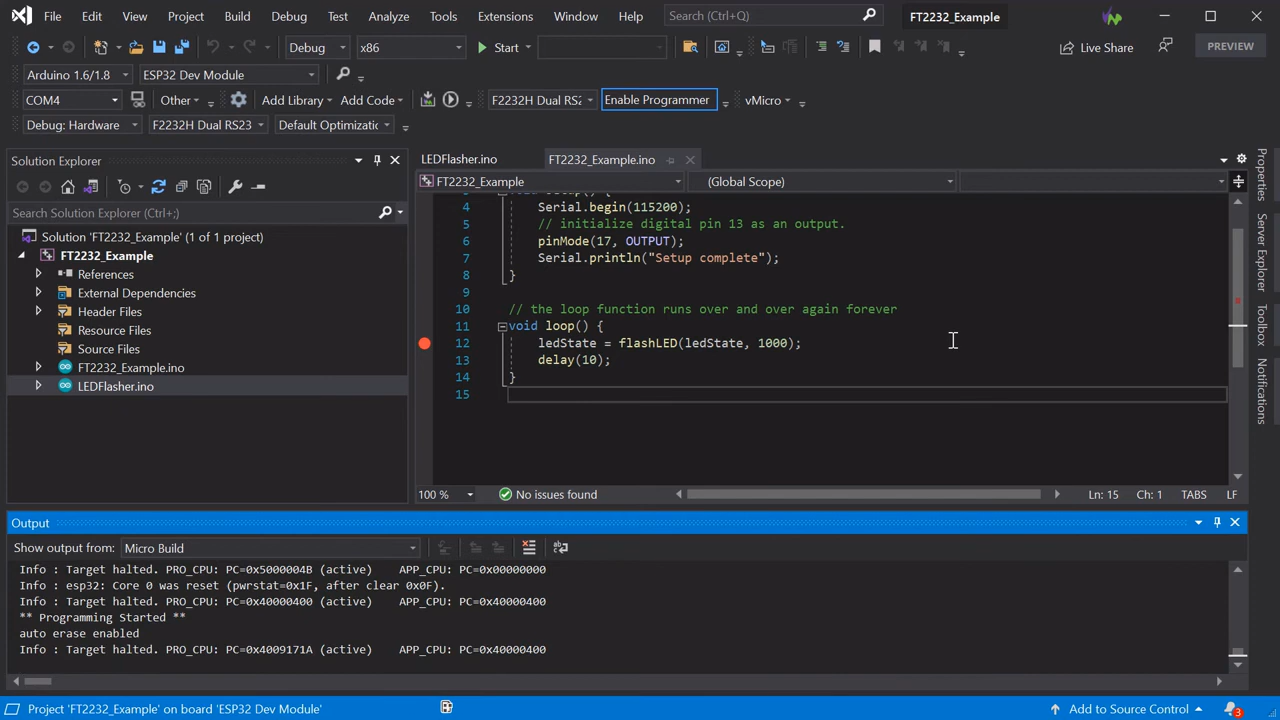 File Edit View Project Build Debug Test Analyze Tools Extensions Window Help Search (Ctrl+Q) FT2232_Example
Debug x86 Start Live Share PREVIEW
Arduino 1.6/1.8 ESP32 Dev Module
COM4 Other Add Library Add Code F2232H Dual RS2 Enable Programmer vMicro
Debug: Hardware F2232H Dual RS23 Default Optimizatic
Solution Explorer
Search Solution Explorer (Ctrl+;)
Solution 'FT2232_Example' (1 of 1 project)
FT2232_Example
References
External Dependencies
Header Files
Resource Files
Source Files
FT2232_Example.ino
LEDFlasher.ino
LEDFlasher.ino FT2232_Example.ino
FT2232_Example (Global Scope)
4 Serial.begin(115200);
5 // initialize digital pin 13 as an output.
6 pinMode(17, OUTPUT);
7 Serial.println("Setup complete");
8 }
9
10 // the loop function runs over and over again forever
11 void loop() {
12 ledState = flashLED(ledState, 1000);
13 delay(10);
14 }
15
100 % No issues found Ln: 15 Ch: 1 TABS LF
Properties
Server Explorer
Toolbox
Notifications
Output
Show output from: Micro Build
Info : Target halted. PRO_CPU: PC=0x5000004B (active) APP_CPU: PC=0x00000000
Info : esp32: Core 0 was reset (pwrstat=0x1F, after clear 0x0F).
Info : Target halted. PRO_CPU: PC=0x40000400 (active) APP_CPU: PC=0x40000400
** Programming Started **
auto erase enabled
Info : Target halted. PRO_CPU: PC=0x4009171A (active) APP_CPU: PC=0x40000400
Project 'FT2232_Example' on board 'ESP32 Dev Module' Add to Source Control 3